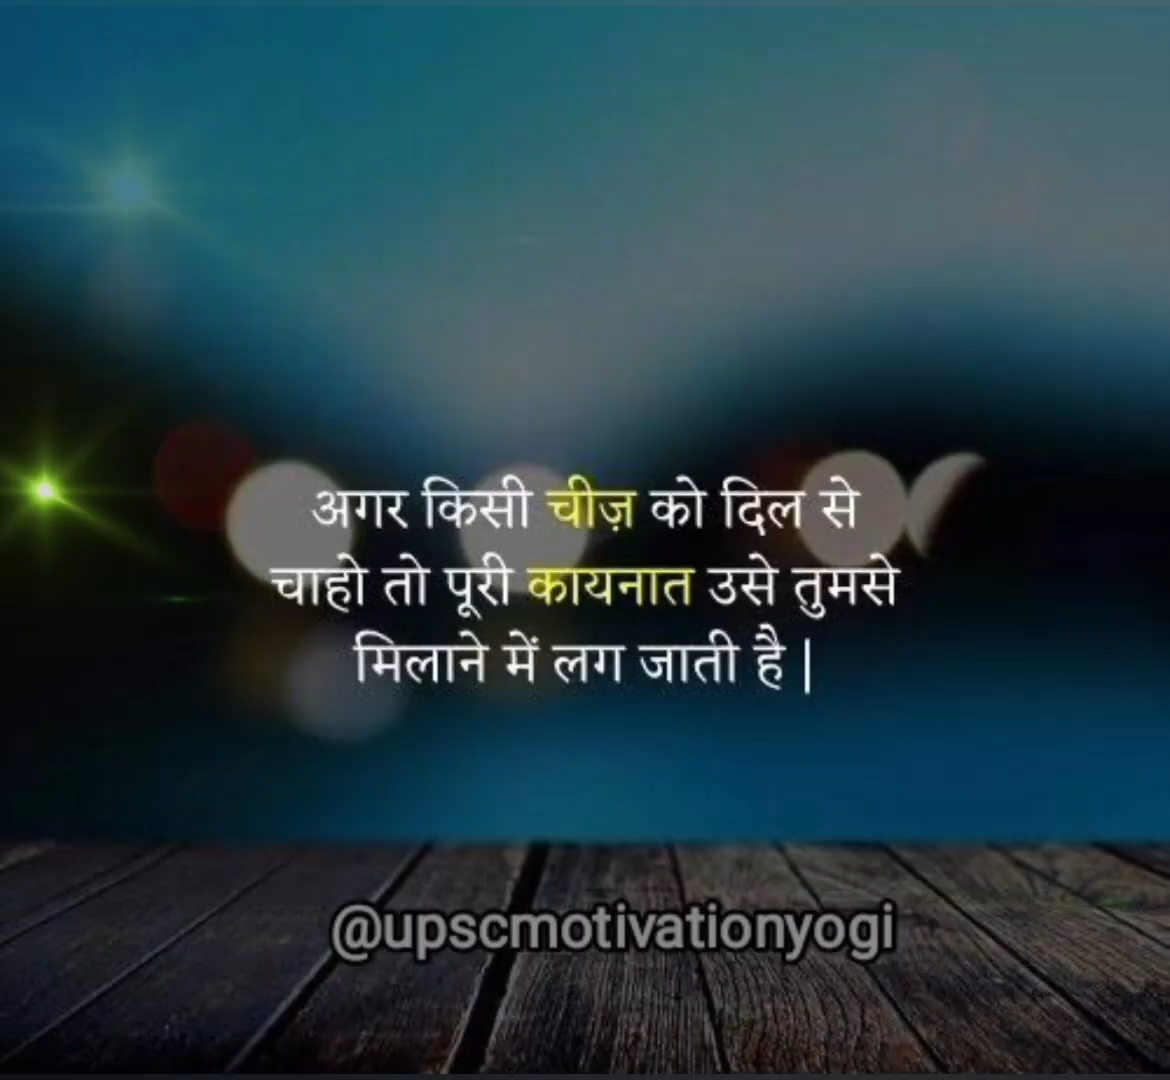 अगर किसी चीज़ को दिल से
चाहो तो पूरी कायनात उसे तुमसे
मिलाने में लग जाती है |
@upscmotivationyogi